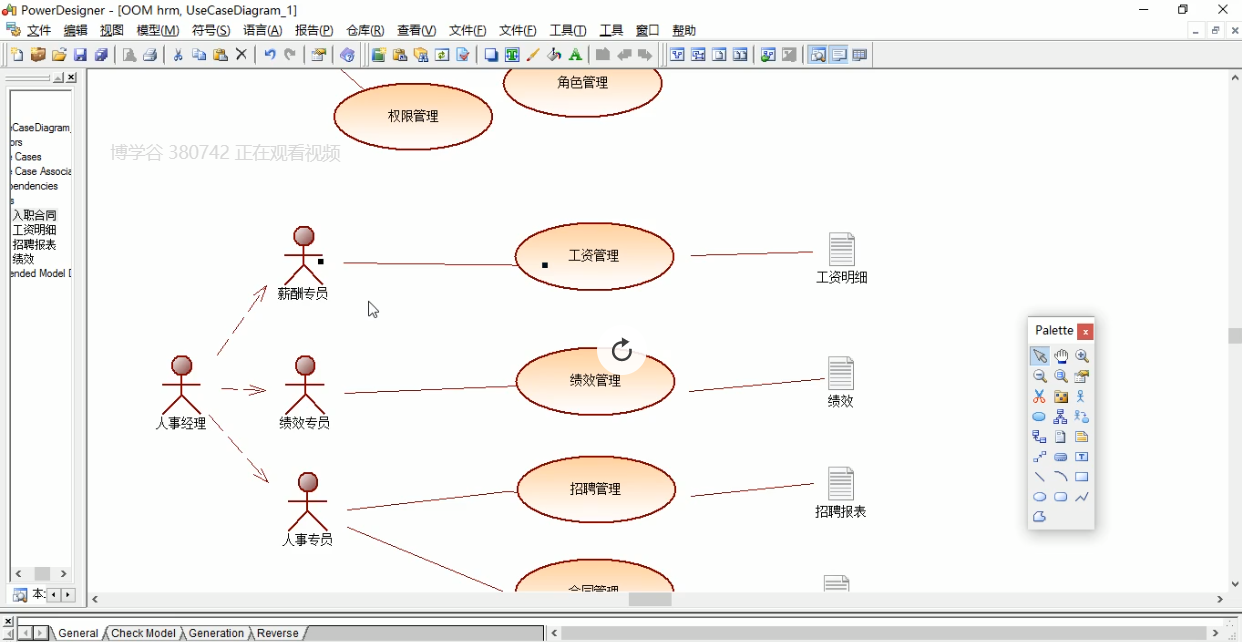 PowerDesigner - [OOM hrm, UseCaseDiagram_1]
文件 编辑 视图 模型(M) 符号(S) 语言(A) 报告(P) 仓库(R) 查看(V) 文件(F) 文件(F) 工具(T) 工具 窗口 帮助
角色管理
权限管理
博学谷 380742 正在观看视频
CaseDiagram_
ors
Cases
Case Associa
pendencies
s
入职合同
工资明细
招聘报表
绩效
ended Model D
工资管理
工资明细
薪酬专员
Palette
绩效管理
绩效
人事经理
绩效专员
招聘管理
招聘报表
人事专员
合同管理
本:
General
Check Model
Generation
Reverse